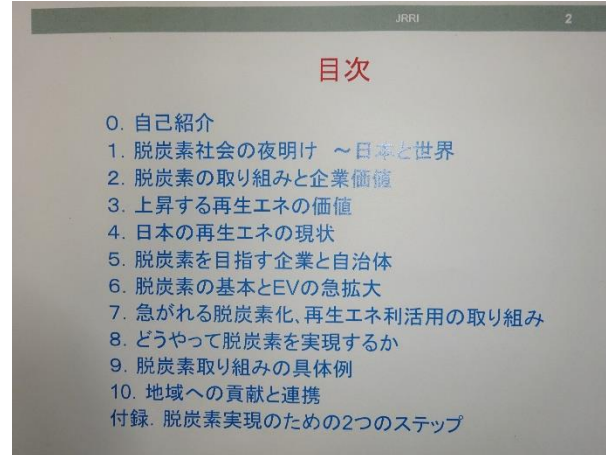 JRRI 2
目次
0. 自己紹介
1. 脱炭素社会の夜明け ～日本と世界
2. 脱炭素の取り組みと企業価値
3. 上昇する再生エネの価値
4. 日本の再生エネの現状
5. 脱炭素を目指す企業と自治体
6. 脱炭素の基本とEVの急拡大
7. 急がれる脱炭素化、再生エネ利活用の取り組み
8. どうやって脱炭素を実現するか
9. 脱炭素取り組みの具体例
10. 地域への貢献と連携
付録. 脱炭素実現のための2つのステップ